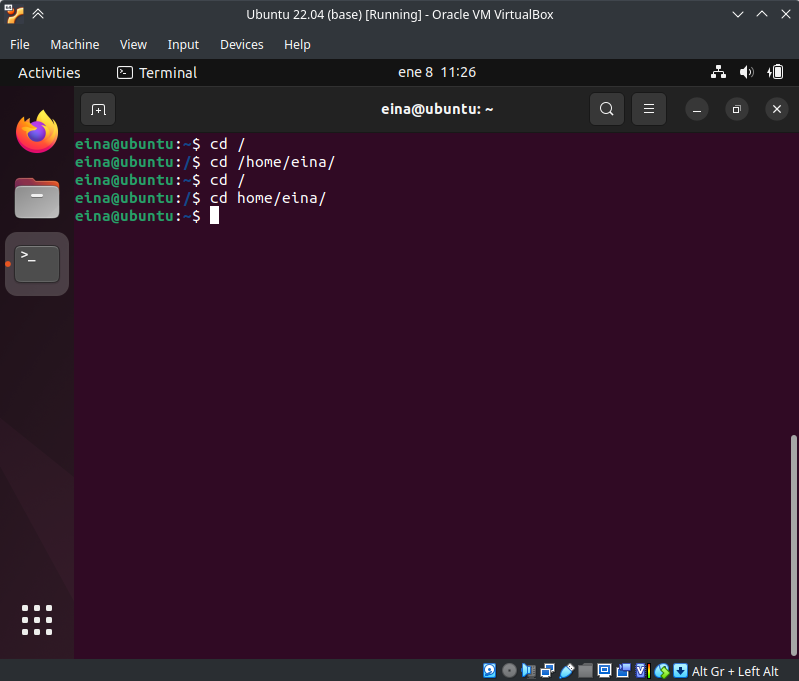 Ubuntu 22.04 (base) [Running] - Oracle VM VirtualBox
File Machine View Input Devices Help
Activities Terminal ene 8 11:26
eina@ubuntu: ~
eina@ubuntu:~$ cd /
eina@ubuntu:/$ cd /home/eina/
eina@ubuntu:~$ cd /
eina@ubuntu:/$ cd home/eina/
eina@ubuntu:~$
>_
Alt Gr + Left Alt